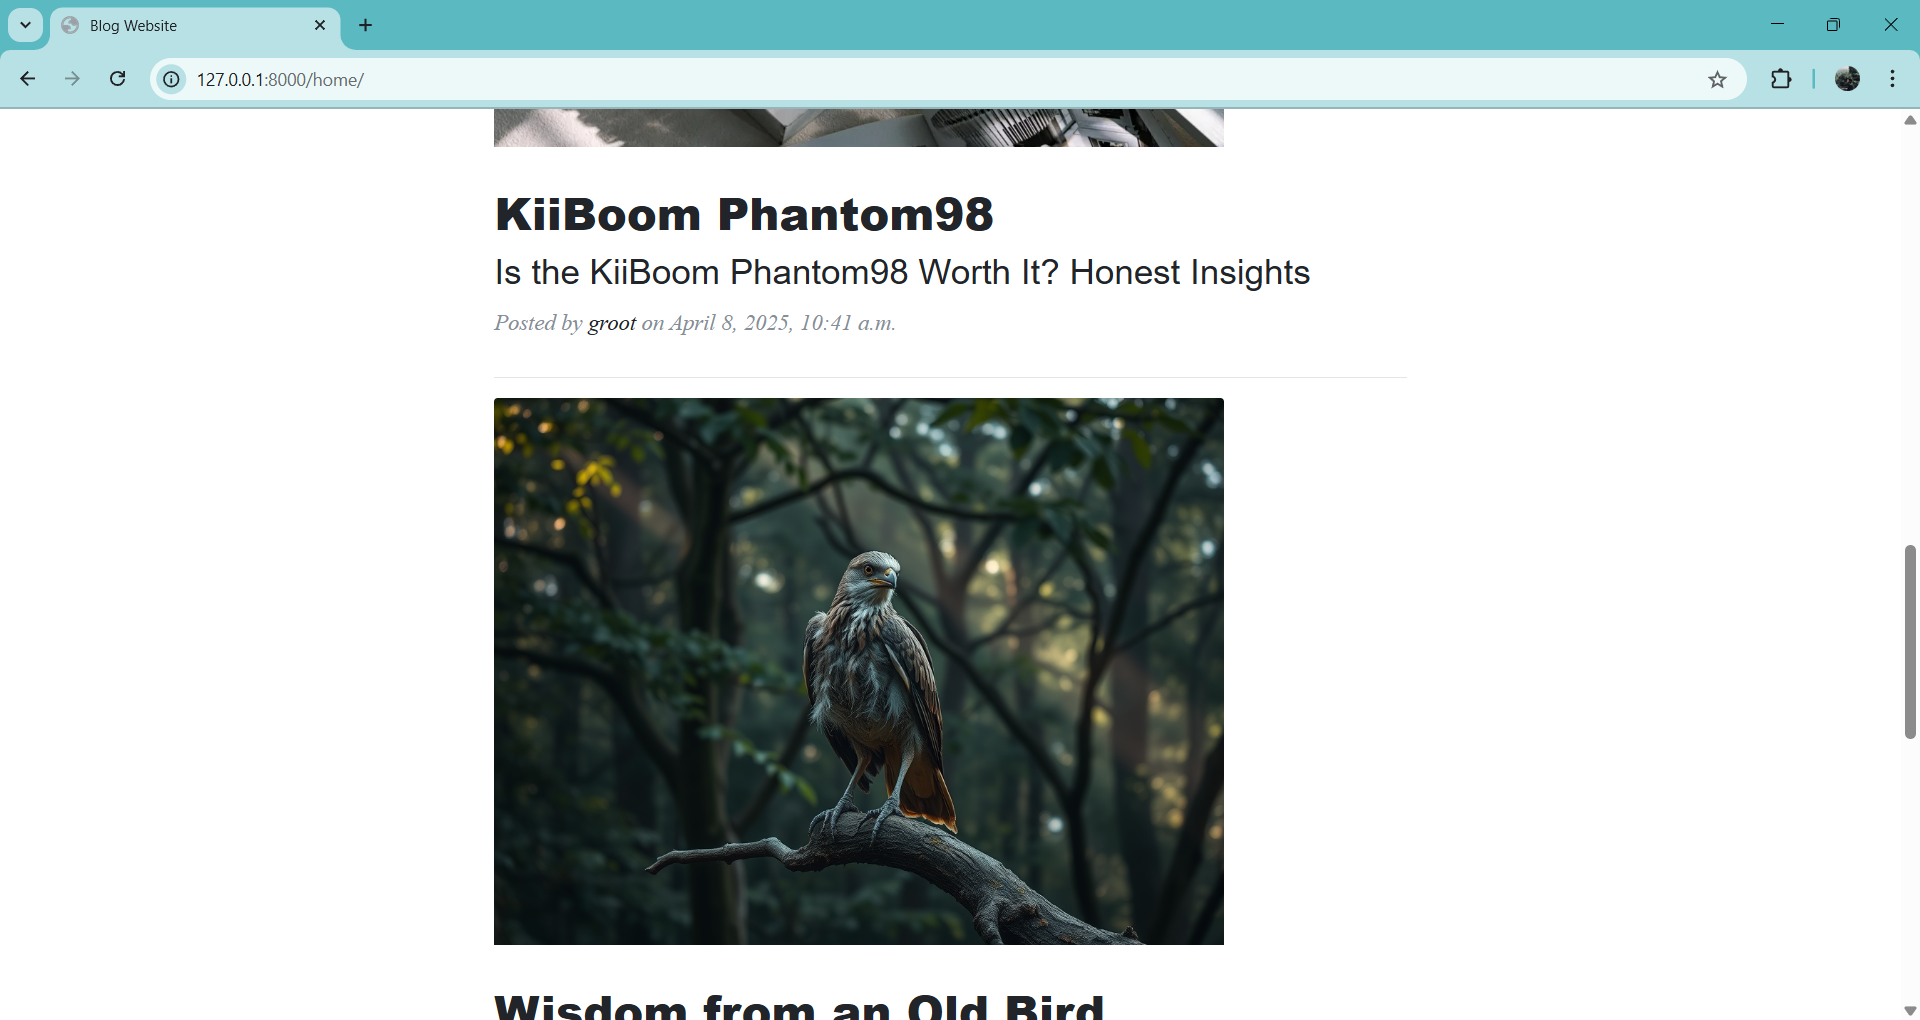 Blog Website
127.0.0.1:8000/home/
KiiBoom Phantom98
Is the KiiBoom Phantom98 Worth It? Honest Insights
Posted by groot on April 8, 2025, 10:41 a.m.
Wisdom from an Old Bird